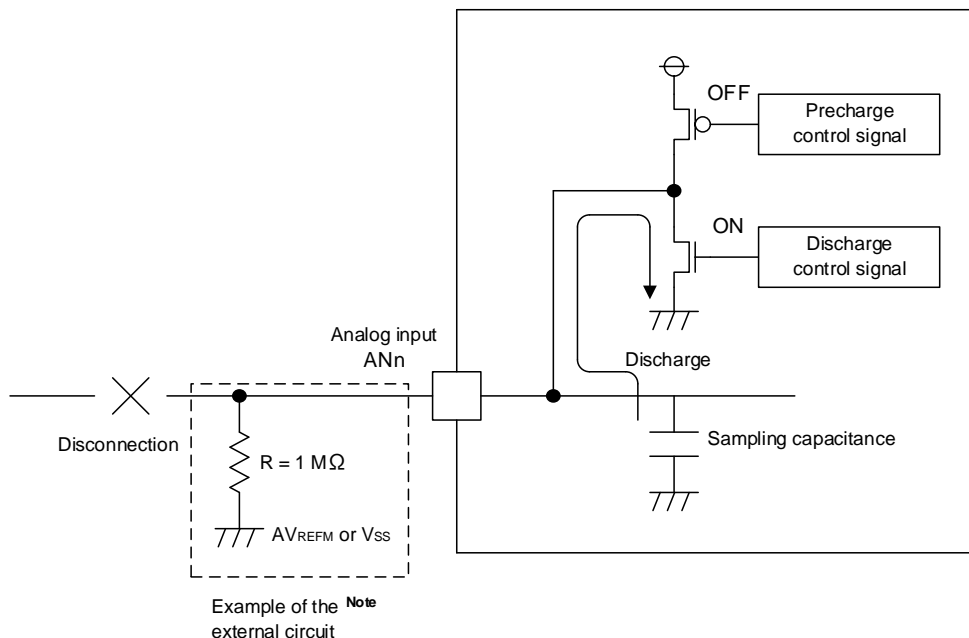 OFF
Precharge
control signal
ON
Discharge
control signal
Analog input
ANn
Discharge
Disconnection
Sampling capacitance
R = 1 MΩ
AVREFM or VSS
Example of the Note
external circuit